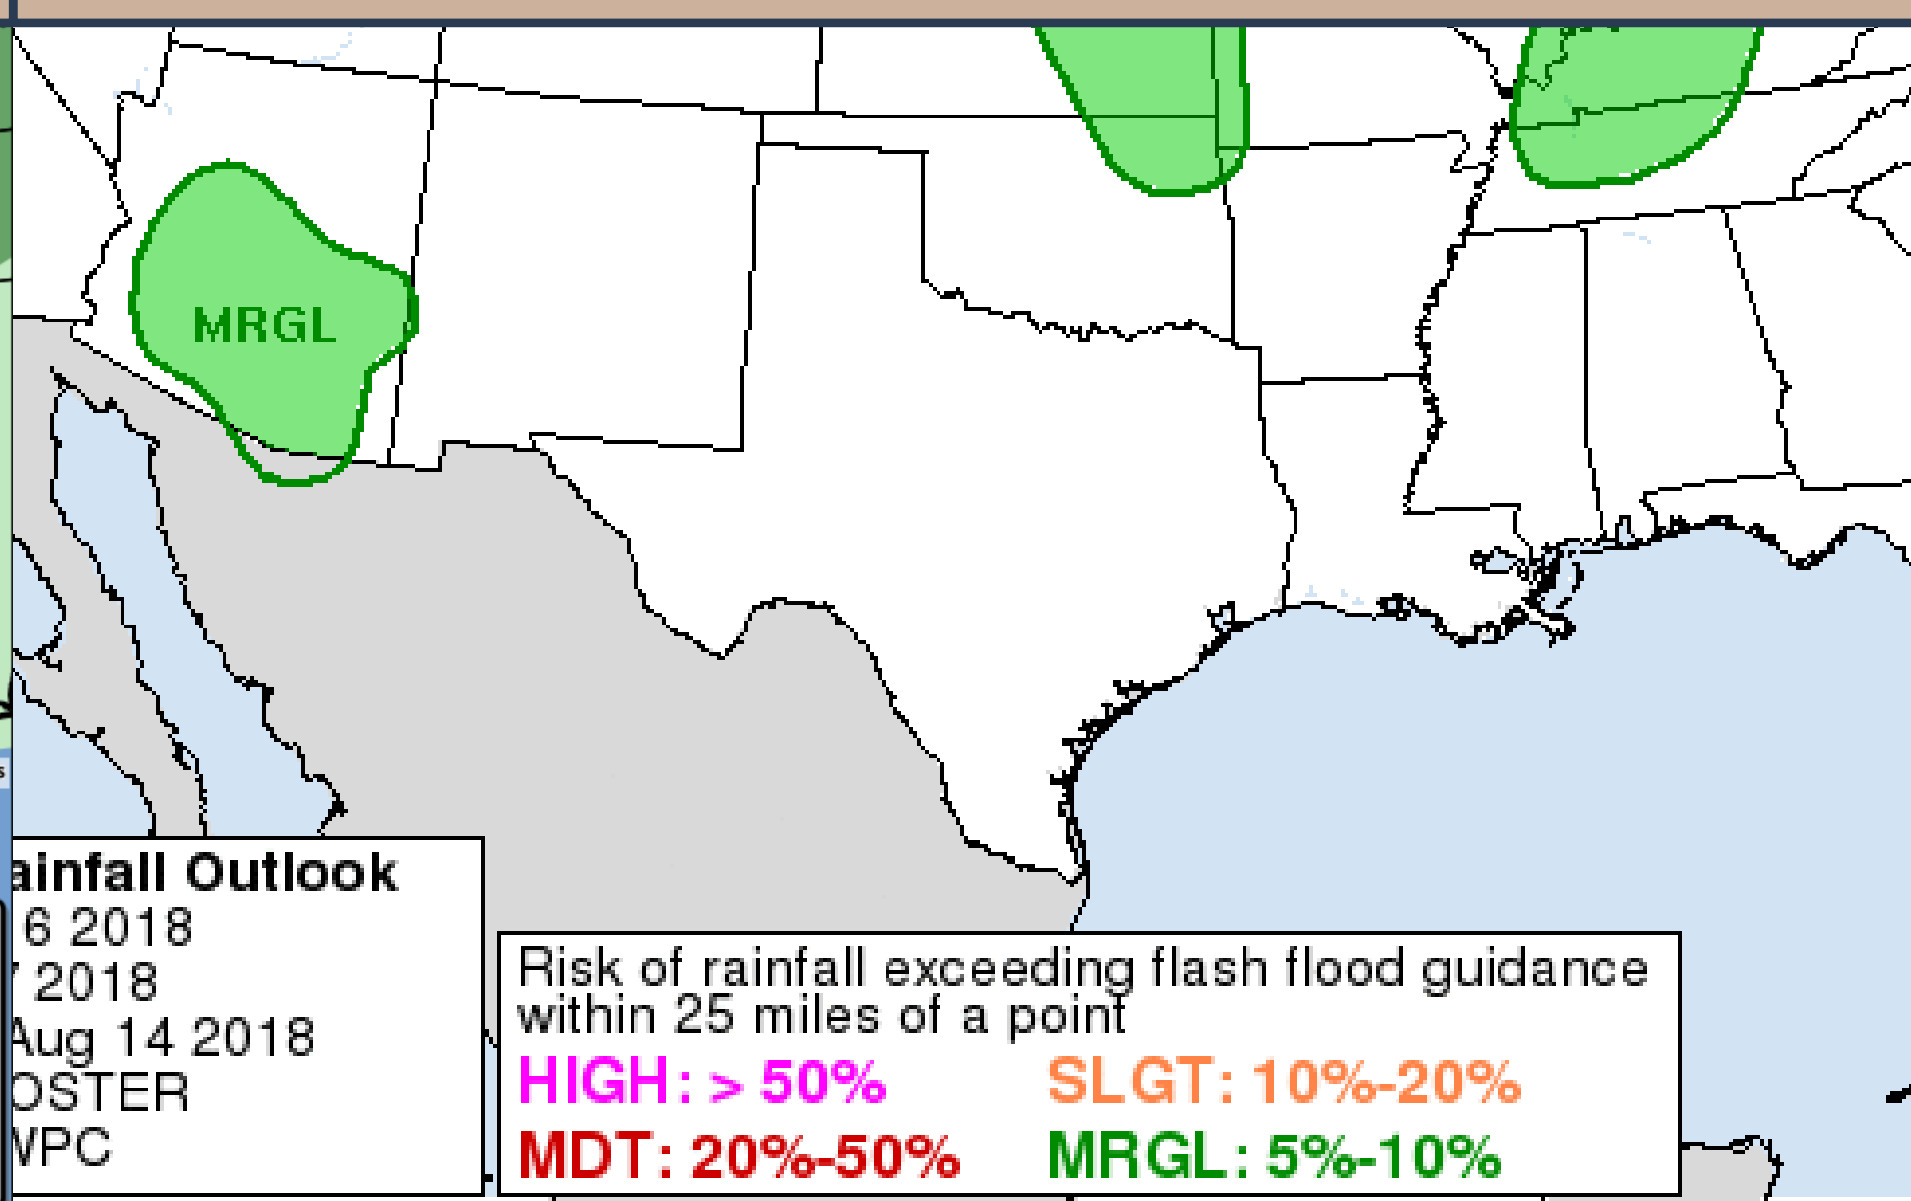 MRGL
ainfall Outlook
6 2018
2018
Aug 14 2018
OSTER
WPC
Risk of rainfall exceeding flash flood guidance
within 25 miles of a point
HIGH: > 50%
SLGT: 10%-20%
MDT: 20%-50%
MRGL: 5%-10%